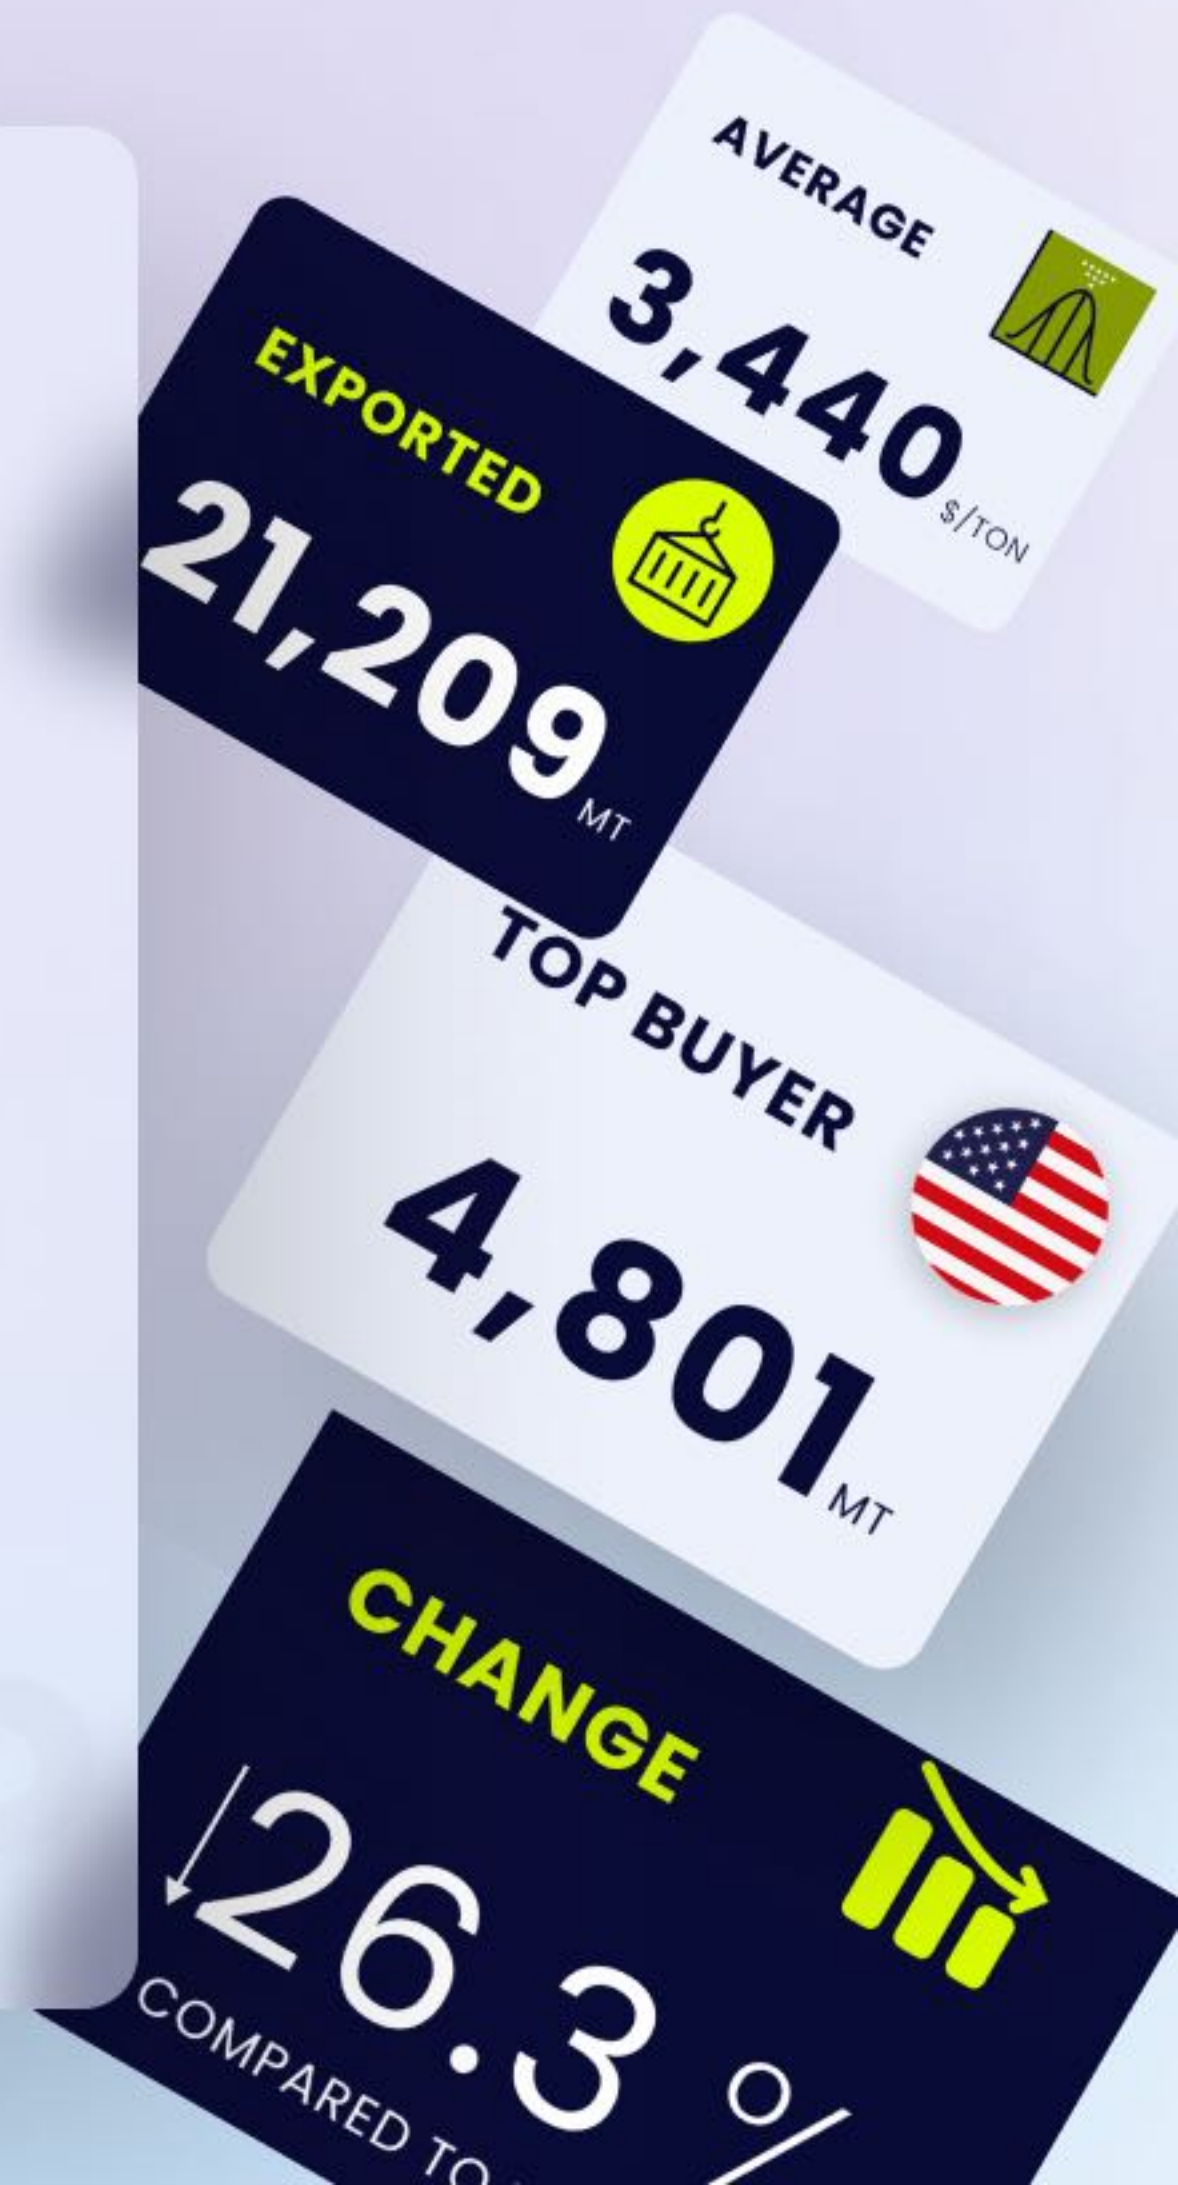 AVERAGE
3,440 $/TON
EXPORTED
21,209 MT
TOP BUYER
4,801 MT
CHANGE
26.3 %
COMPARED TO